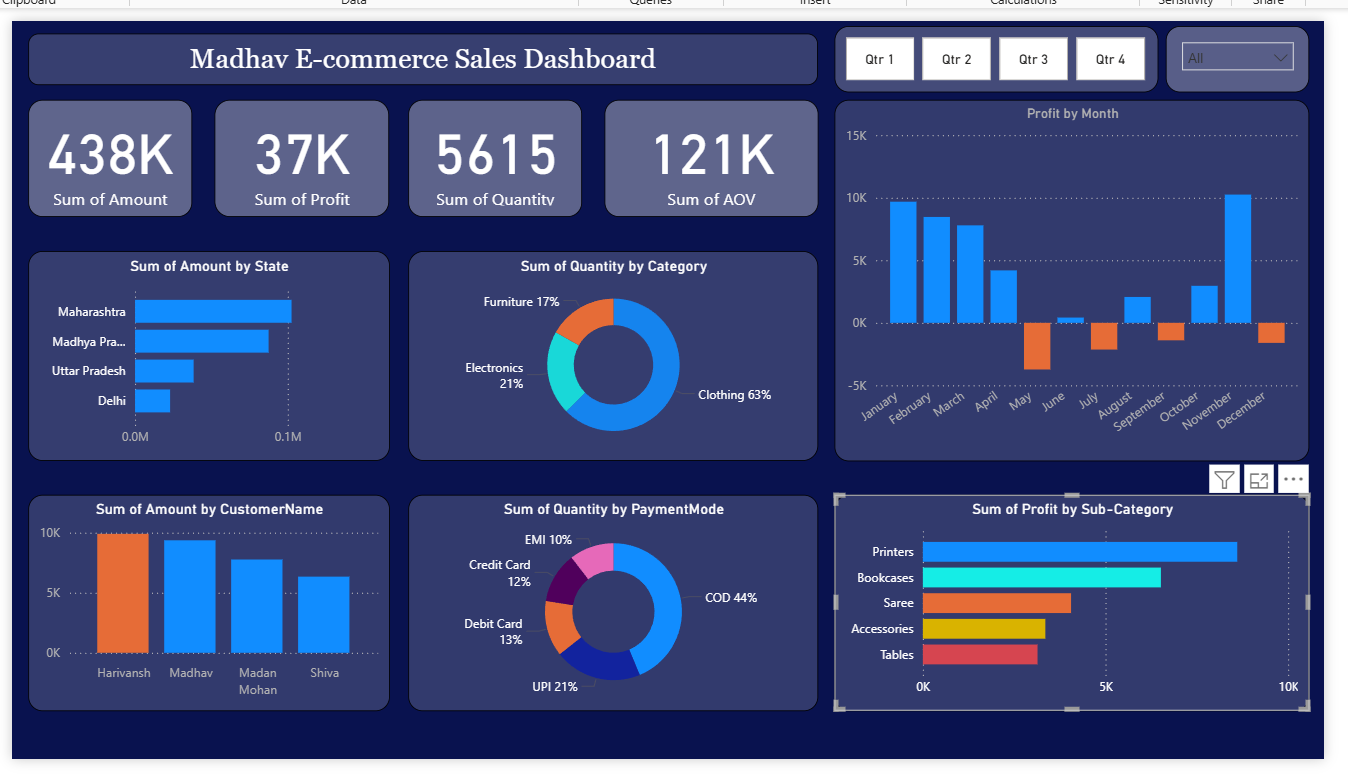 Clipboard
Data
Queries
Insert
Calculations
Sensitivity
Share
Madhav E-commerce Sales Dashboard
Qtr 1
Qtr 2
Qtr 3
Qtr 4
All
438K
Sum of Amount
37K
Sum of Profit
5615
Sum of Quantity
121K
Sum of AOV
Profit by Month
15K
10K
5K
0K
-5K
January
February
March
April
May
June
July
August
September
October
November
December
Sum of Amount by State
Maharashtra
Madhya Pra...
Uttar Pradesh
Delhi
0.0M
0.1M
Sum of Quantity by Category
Furniture 17%
Electronics
21%
Clothing 63%
Sum of Amount by CustomerName
10K
5K
0K
Harivansh
Madhav
Madan
Mohan
Shiva
Sum of Quantity by PaymentMode
EMI 10%
Credit Card
12%
Debit Card
13%
UPI 21%
COD 44%
Sum of Profit by Sub-Category
Printers
Bookcases
Saree
Accessories
Tables
0K
5K
10K